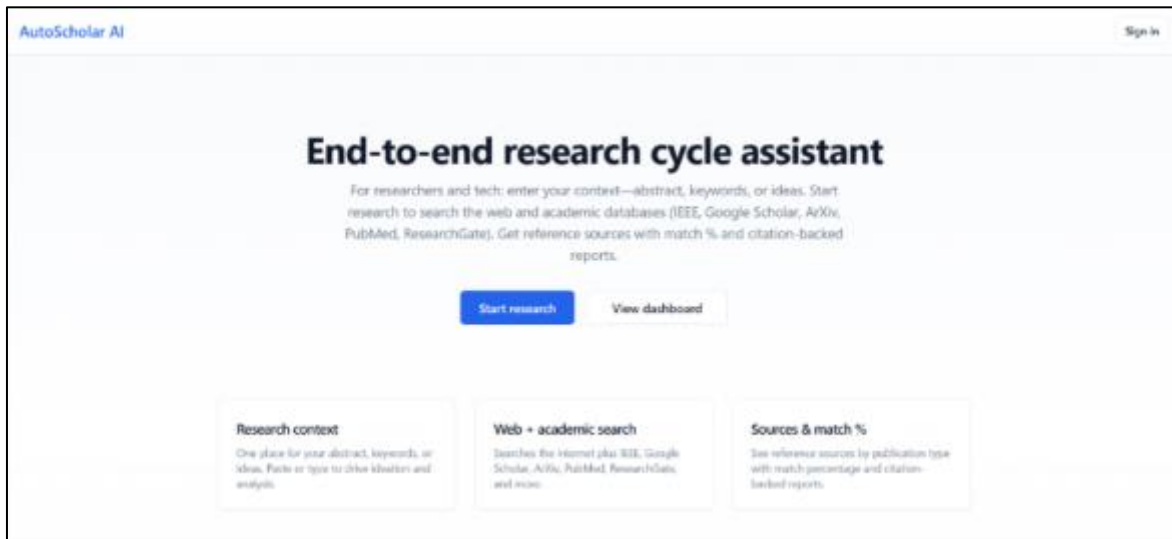 AutoScholar AI
Sign in
End-to-end research cycle assistant
For researchers and tech: enter your context—abstract, keywords, or ideas. Start
research to search the web and academic databases (IEEE, Google Scholar, ArXiv,
PubMed, ResearchGate). Get reference sources with match % and citation-backed
reports.
Start research
View dashboard
Research context
One place for your abstract, keywords, or
ideas. Paste or type to drive ideation and
analysis.
Web + academic search
Searches the internet plus IEEE, Google
Scholar, ArXiv, PubMed, ResearchGate,
and more.
Sources & match %
See reference sources by publication type
with match percentage and citation-
backed reports.